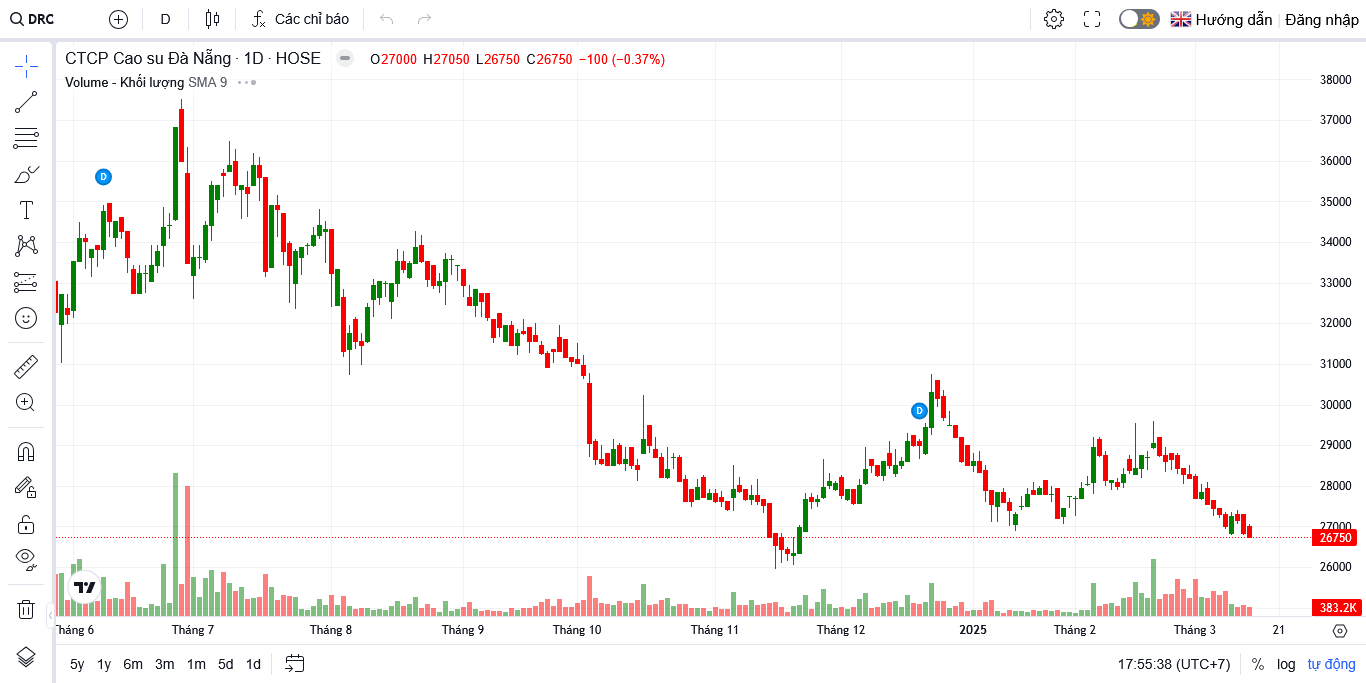 DRC D Các chỉ báo Hướng dẫn Đăng nhập
CTCP Cao su Đà Nẵng · 1D · HOSE O27000 H27050 L26750 C26750 −100 (−0.37%)
Volume - Khối lượng SMA 9
38000
37000
36000
D
35000
34000
33000
32000
31000
30000
D
29000
28000
27000
26750
26000
383.2K
Tháng 6 Tháng 7 Tháng 8 Tháng 9 Tháng 10 Tháng 11 Tháng 12 2025 Tháng 2 Tháng 3 21
5y 1y 6m 3m 1m 5d 1d 17:55:38 (UTC+7) % log tự động